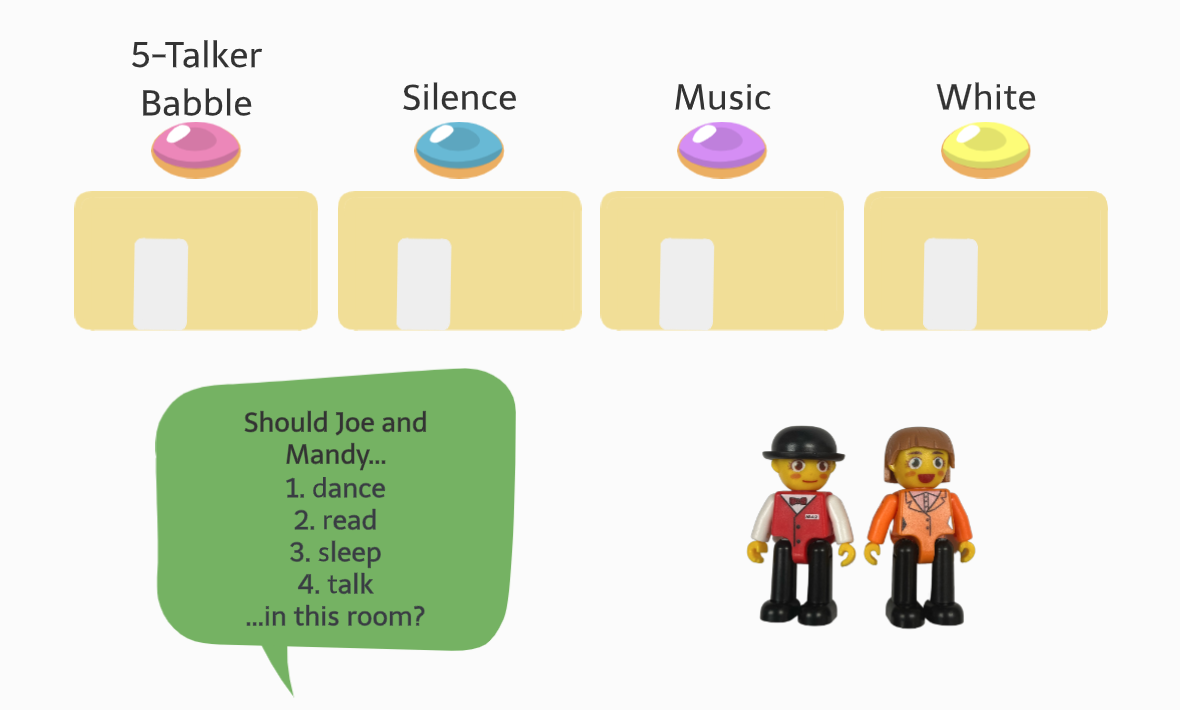 5-Talker
Babble
Silence
Music
White
Should Joe and
Mandy...
1. dance
2. read
3. sleep
4. talk
...in this room?